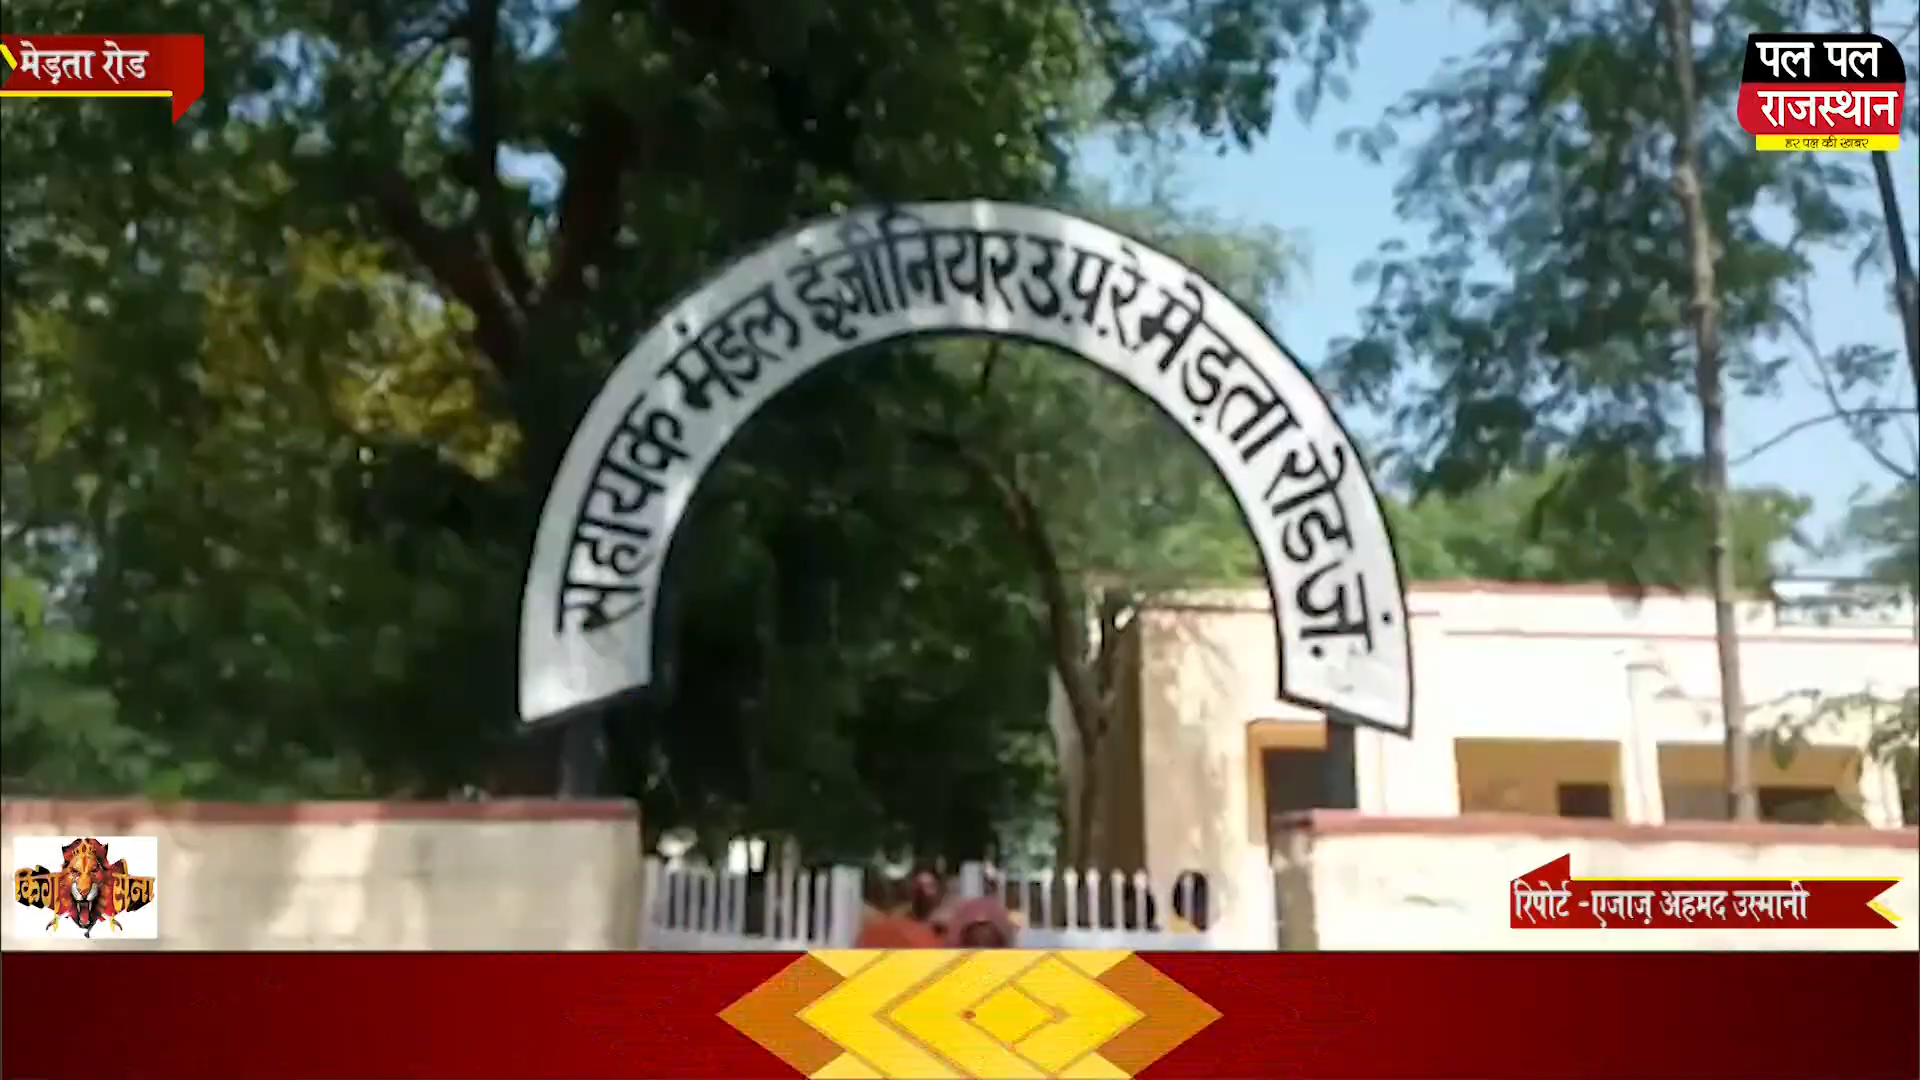 मेड़ता रोड
पल पल
राजस्थान
हर पल की खबर
सहायक मंडल इंजीनियर उ.प.रे. मेड़ता रोड जं.
किंग सेना
रिपोर्ट -एजाज़ अहमद उस्मानी